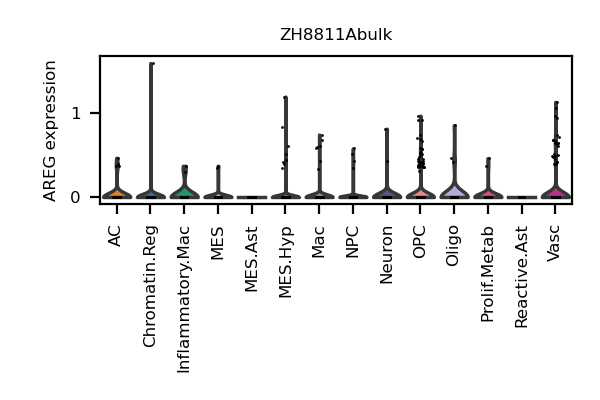 ZH8811Abulk
AREG expression
1
0
AC
Chromatin.Reg
Inflammatory.Mac
MES
MES.Ast
MES.Hyp
Mac
NPC
Neuron
OPC
Oligo
Prolif.Metab
Reactive.Ast
Vasc